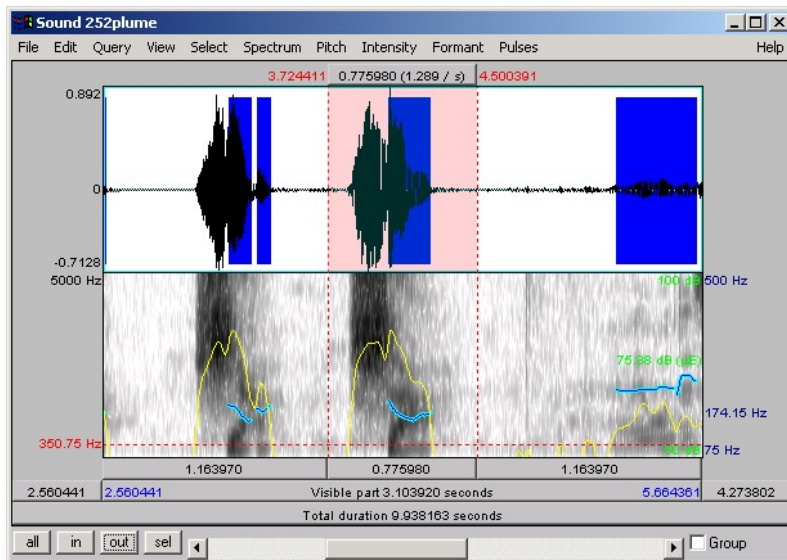 Sound 252plume
File Edit Query View Select Spectrum Pitch Intensity Formant Pulses Help
3.724411 0.775980 (1.289 / s) 4.500391
0.892
0
-0.7128
5000 Hz 100 dB 500 Hz
75.88 dB (µE)
174.15 Hz
350.75 Hz
75 Hz
1.163970 0.775980 1.163970
2.560441 2.560441 Visible part 3.103920 seconds 5.664361 4.273802
Total duration 9.938163 seconds
all in out sel Group